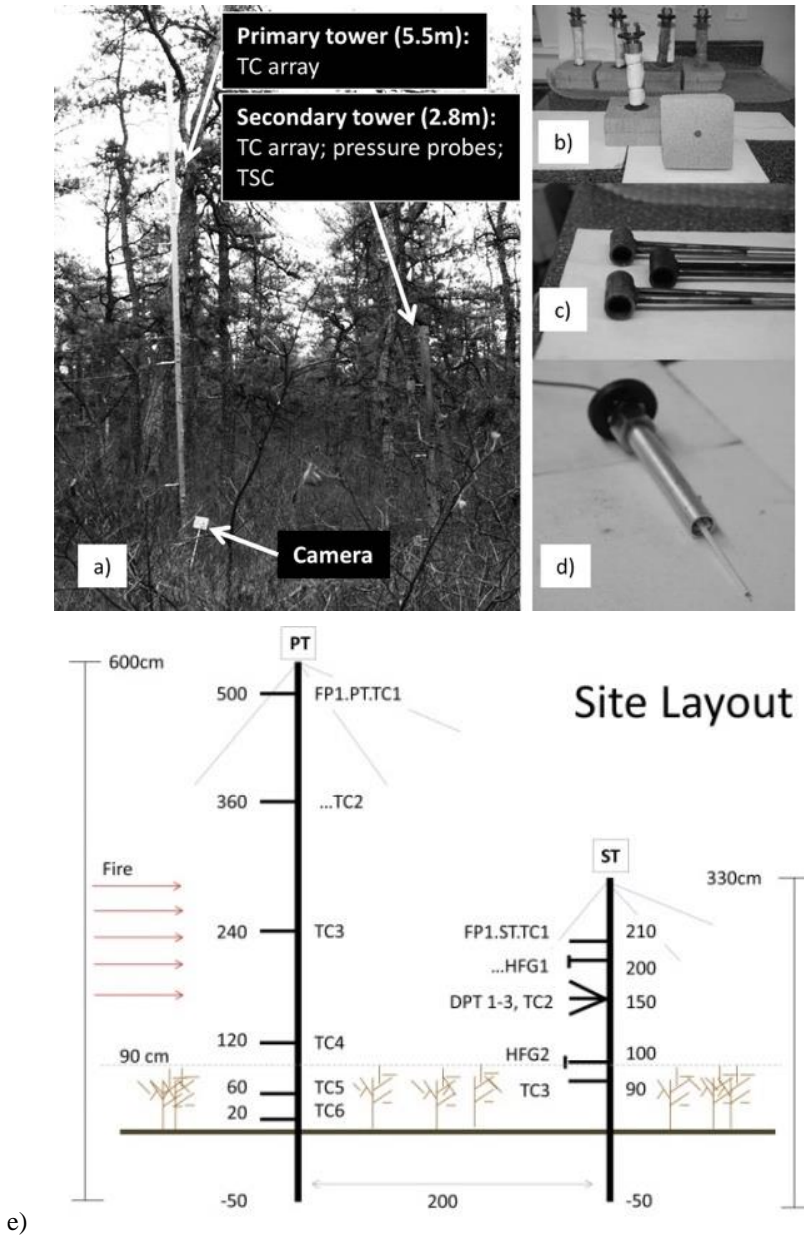 Primary tower (5.5m):
TC array
Secondary tower (2.8m):
TC array; pressure probes;
TSC
Camera
a)
b)
c)
d)
PT
600cm
500
FP1.PT.TC1
Site Layout
360
...TC2
ST
Fire
330cm
240
TC3
FP1.ST.TC1
210
...HFG1
200
DPT 1-3, TC2
150
120
TC4
90 cm
HFG2
100
60
TC5
TC3
90
20
TC6
-50
200
-50
e)